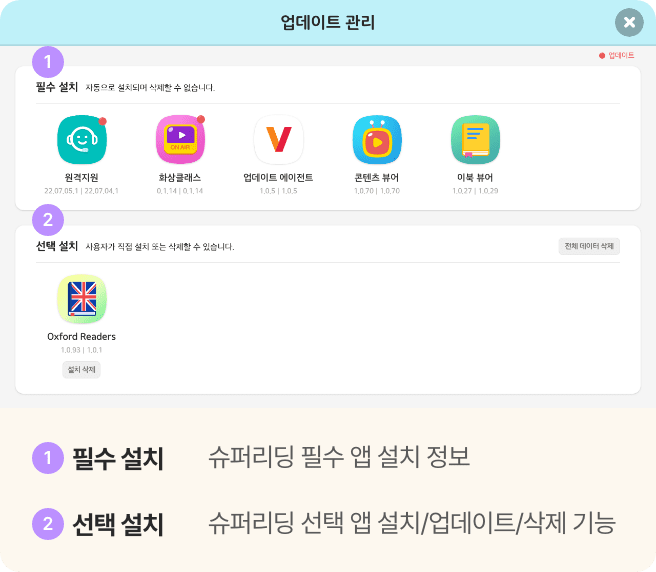 업데이트 관리
업데이트
1
필수 설치 자동으로 설치되며 삭제할 수 없습니다.
ON AIR
원격지원 화상클래스 업데이트 에이전트 콘텐츠 뷰어 이북 뷰어
22.07.05.1 | 22.07.04.1 0.1.14 | 0.1.14 1.0.5 | 1.0.5 1.0.70 | 1.0.70 1.0.27 | 1.0.29
2
선택 설치 사용자가 직접 설치 또는 삭제할 수 있습니다. 전체 데이터 삭제
Oxford Readers
1.0.93 | 1.0.1
설치 삭제
1 필수 설치 슈퍼리딩 필수 앱 설치 정보
2 선택 설치 슈퍼리딩 선택 앱 설치/업데이트/삭제 기능